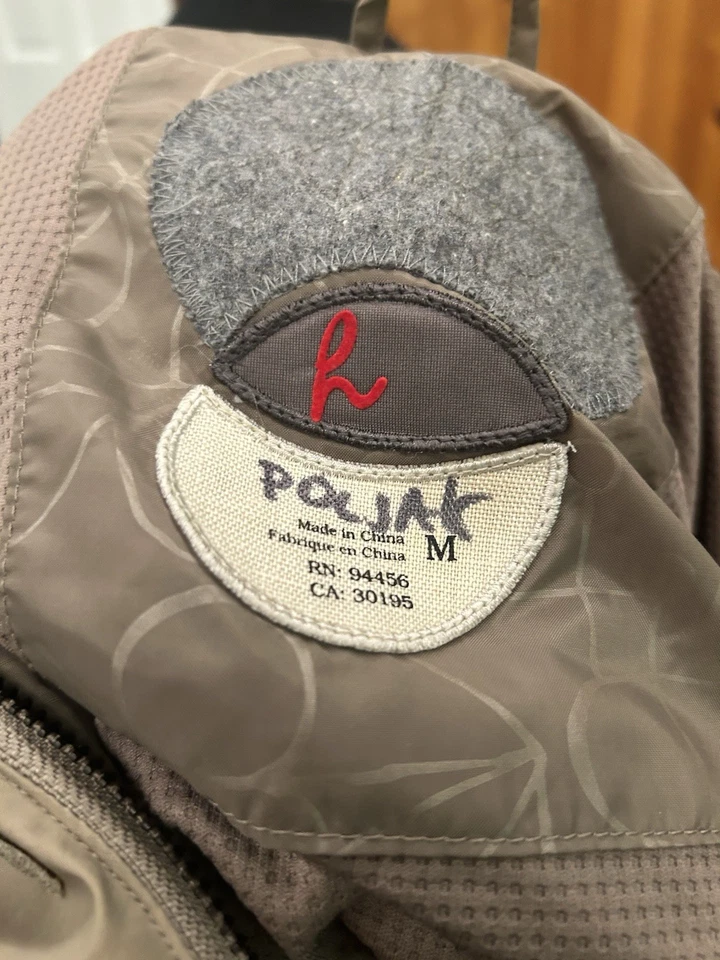 h
POLJAK
Made in China
Fabrique en China M
RN: 94456
CA: 30195